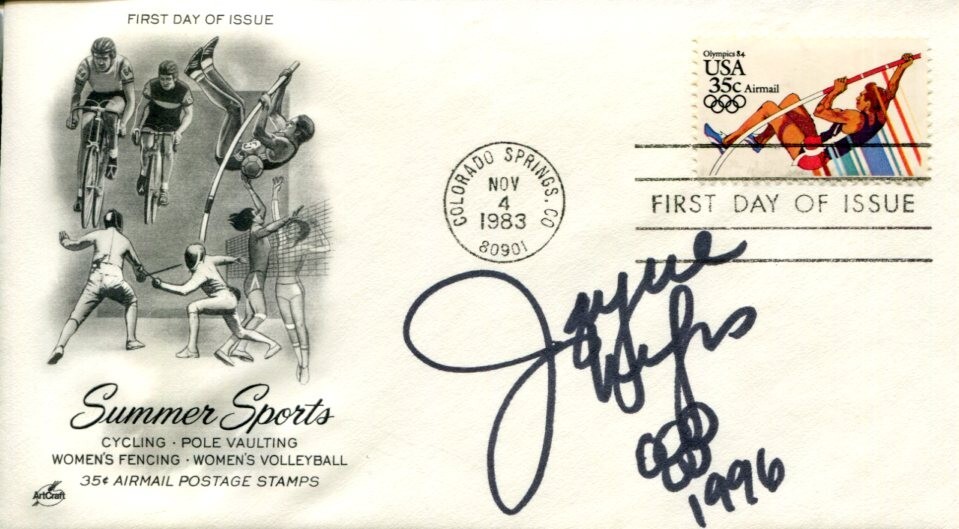 FIRST DAY OF ISSUE
Olympics 84
USA
35c Airmail
COLORADO SPRINGS, CO
NOV
4
1983
80901
FIRST DAY OF ISSUE
Jayne
1996
Summer Sports
CYCLING · POLE VAULTING
WOMEN'S FENCING · WOMEN'S VOLLEYBALL
35¢ AIRMAIL POSTAGE STAMPS
ArtCraft